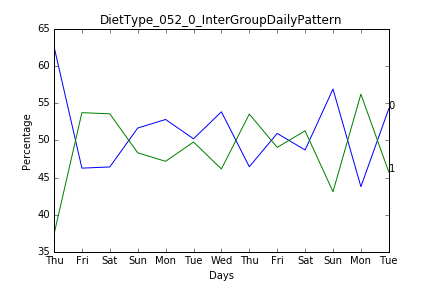 DietType_052_0_InterGroupDailyPattern
65
60
55
50
45
40
35
Percentage
0
1
Thu Fri Sat Sun Mon Tue Wed Thu Fri Sat Sun Mon Tue
Days